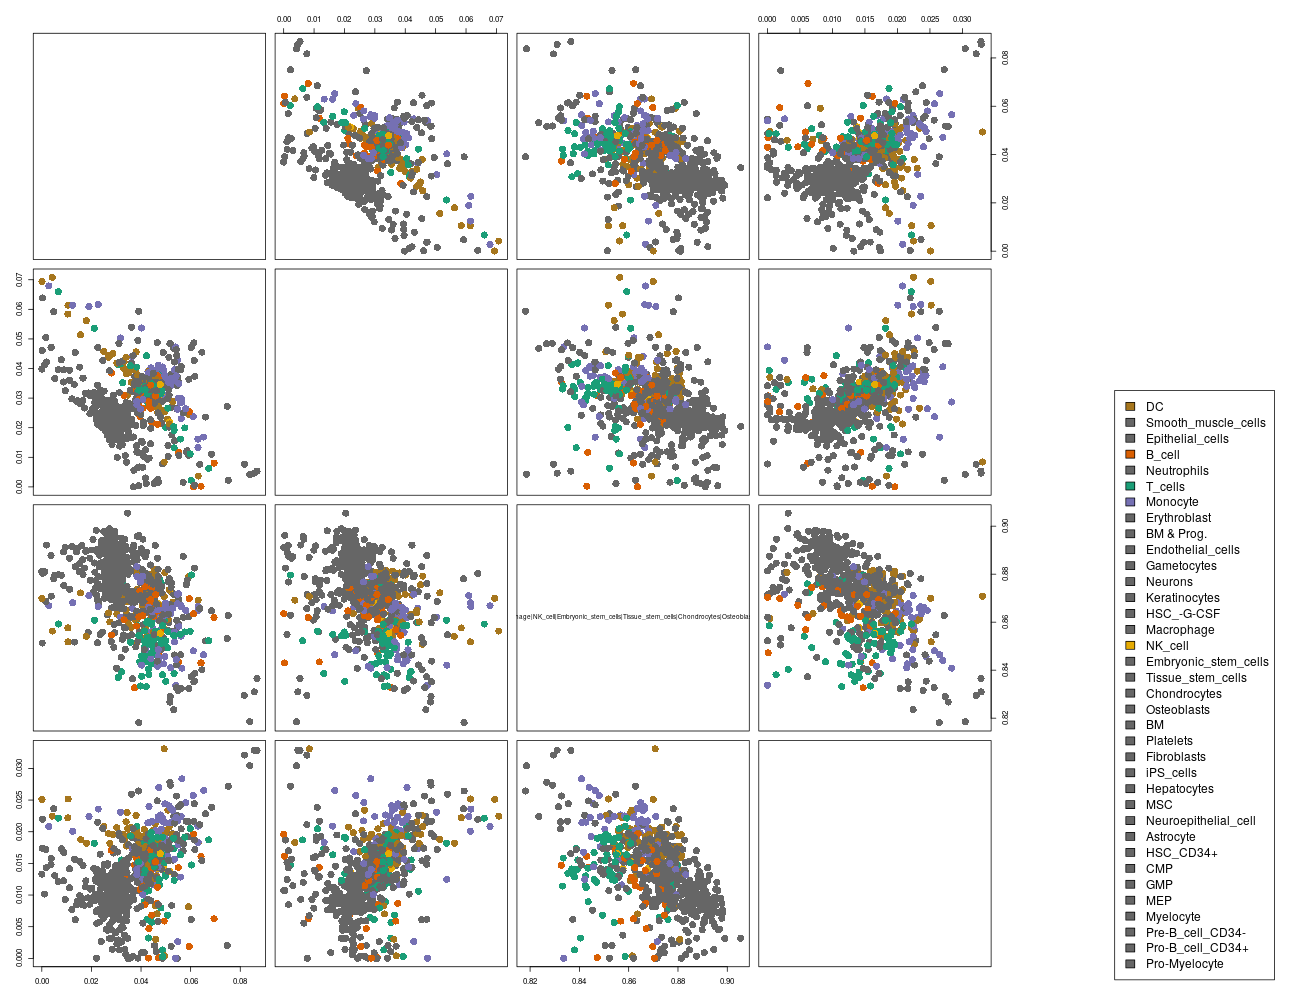 0.00 0.01 0.02 0.03 0.04 0.05 0.06 0.07
0.000 0.005 0.010 0.015 0.020 0.025 0.030
0.00 0.02 0.04 0.06 0.08
0.00 0.01 0.02 0.03 0.04 0.05 0.06 0.07
|NK_cell|Embryonic_stem_cells|Tissue_stem_cells|Chondrocytes|
0.82 0.84 0.86 0.88 0.90
0.000 0.005 0.010 0.015 0.020 0.025 0.030
0.00 0.02 0.04 0.06 0.08
0.82 0.84 0.86 0.88 0.90
DC
Smooth_muscle_cells
Epithelial_cells
B_cell
Neutrophils
T_cells
Monocyte
Erythroblast
BM & Prog.
Endothelial_cells
Gametocytes
Neurons
Keratinocytes
HSC_-G-CSF
Macrophage
NK_cell
Embryonic_stem_cells
Tissue_stem_cells
Chondrocytes
Osteoblasts
BM
Platelets
Fibroblasts
iPS_cells
Hepatocytes
MSC
Neuroepithelial_cell
Astrocyte
HSC_CD34+
CMP
GMP
MEP
Myelocyte
Pre-B_cell_CD34-
Pro-B_cell_CD34+
Pro-Myelocyte